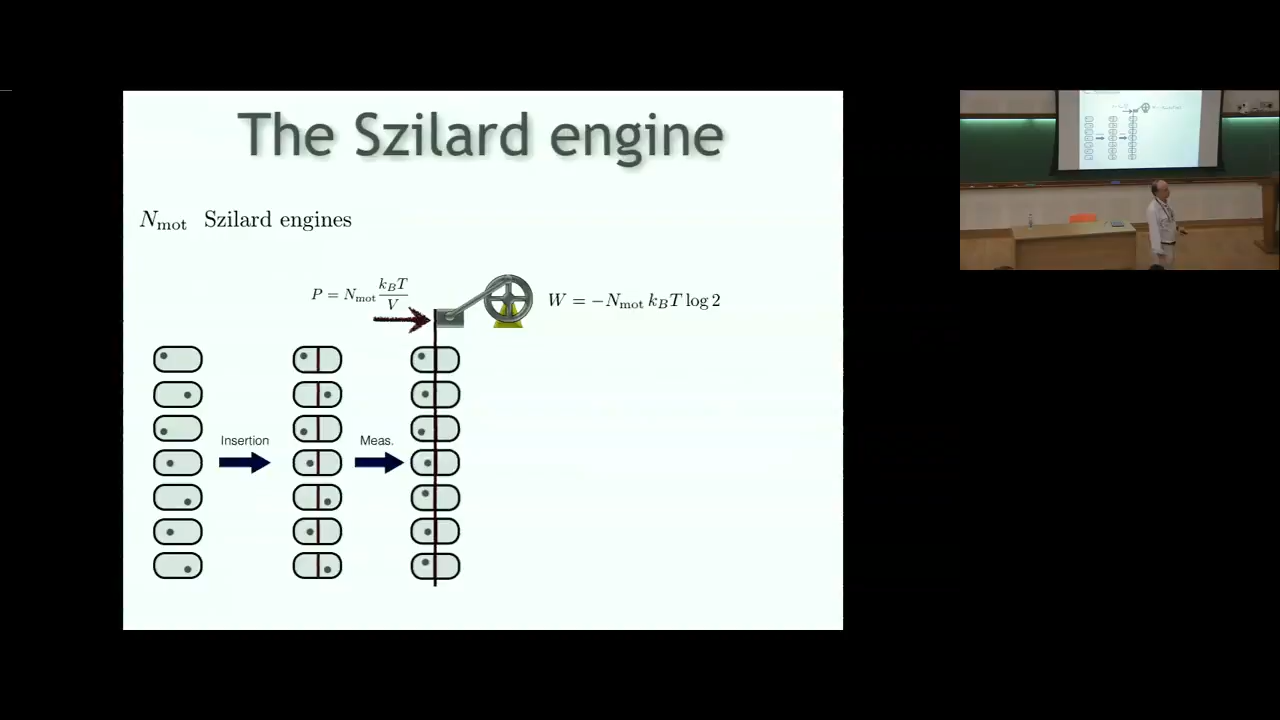 The Szilard engine
N_mot Szilard engines
P = N_mot k_B T / V
W = −N_mot k_B T log 2
Insertion
Meas.